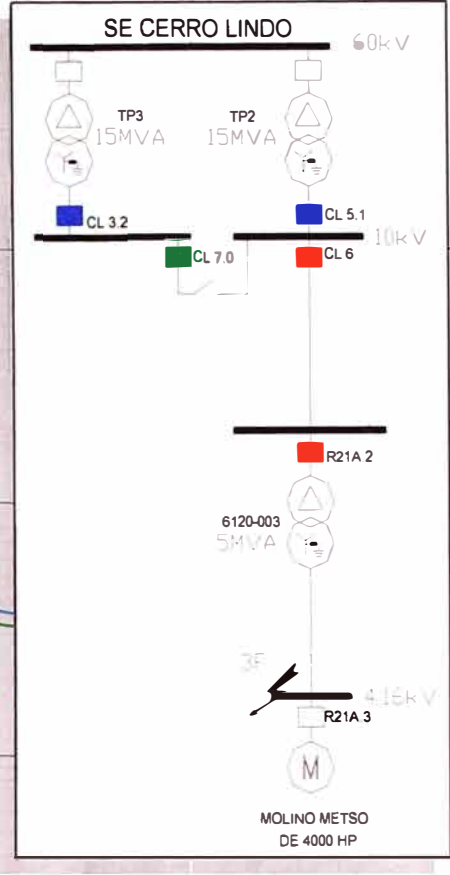 SE CERRO LINDO
60kV
TP3
15MVA
TP2
15MVA
CL 3.2
CL 5.1
10kV
CL 7.0
CL 6
R21A 2
6120-003
5MVA
3F
4.16kV
R21A 3
M
MOLINO METSO
DE 4000 HP